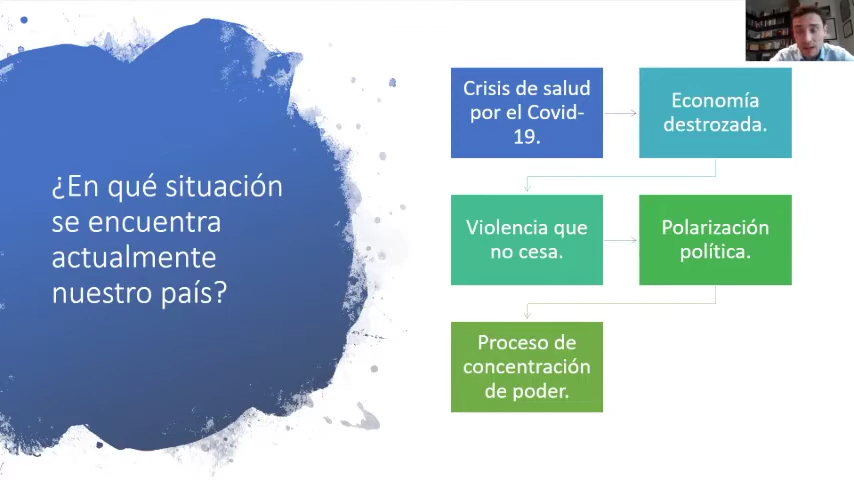 ¿En qué situación
se encuentra
actualmente
nuestro país?
Crisis de salud
por el Covid-
19.
Economía
destrozada.
Violencia que
no cesa.
Polarización
política.
Proceso de
concentración
de poder.